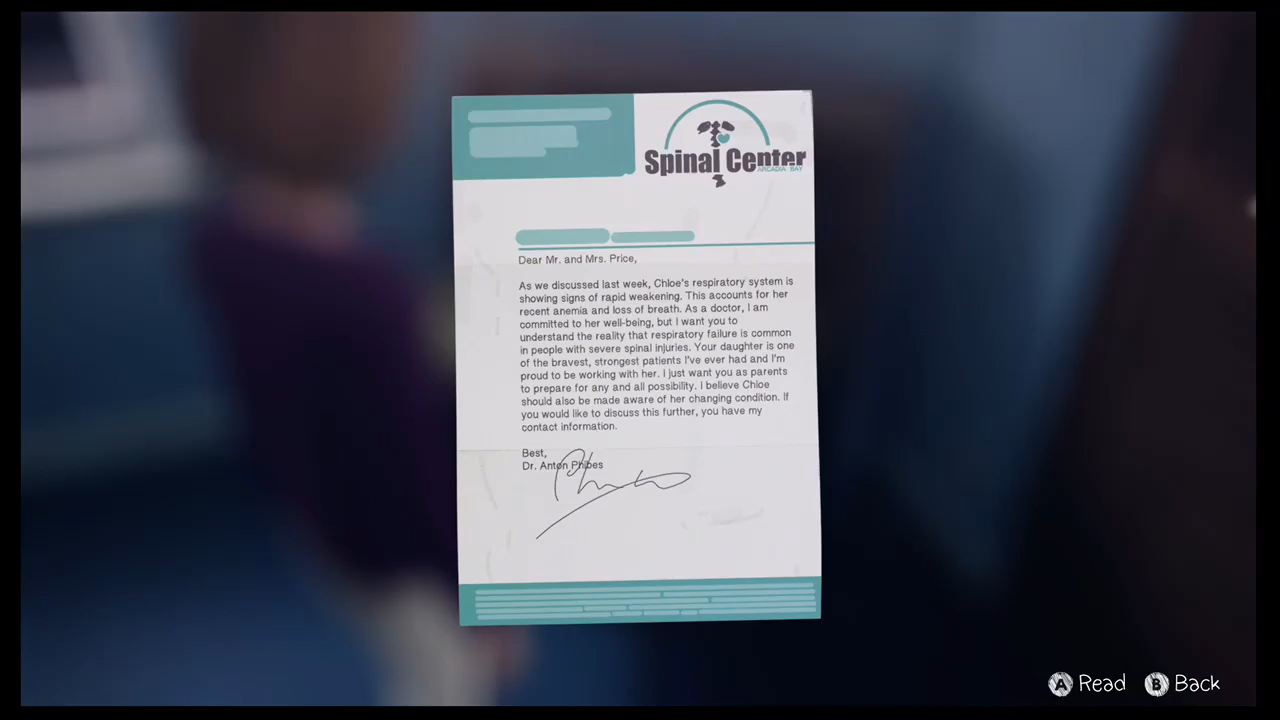 Spinal Center
ARCADIA BAY
Dear Mr. and Mrs. Price,
As we discussed last week, Chloe's respiratory system is
showing signs of rapid weakening. This accounts for her
recent anemia and loss of breath. As a doctor, I am
committed to her well-being, but I want you to
understand the reality that respiratory failure is common
in people with severe spinal injuries. Your daughter is one
of the bravest, strongest patients I've ever had and I'm
proud to be working with her. I just want you as parents
to prepare for any and all possibility. I believe Chloe
should also be made aware of her changing condition. If
you would like to discuss this further, you have my
contact information.
Best,
Dr. Anton Phibes
A Read B Back